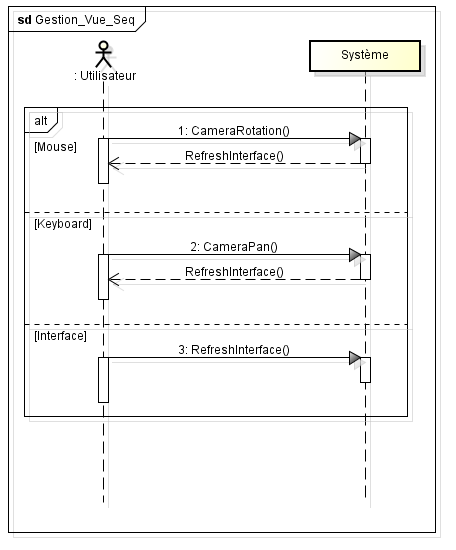 sd Gestion_Vue_Seq
: Utilisateur
Système
alt
[Mouse]
1: CameraRotation()
RefreshInterface()
[Keyboard]
2: CameraPan()
RefreshInterface()
[Interface]
3: RefreshInterface()